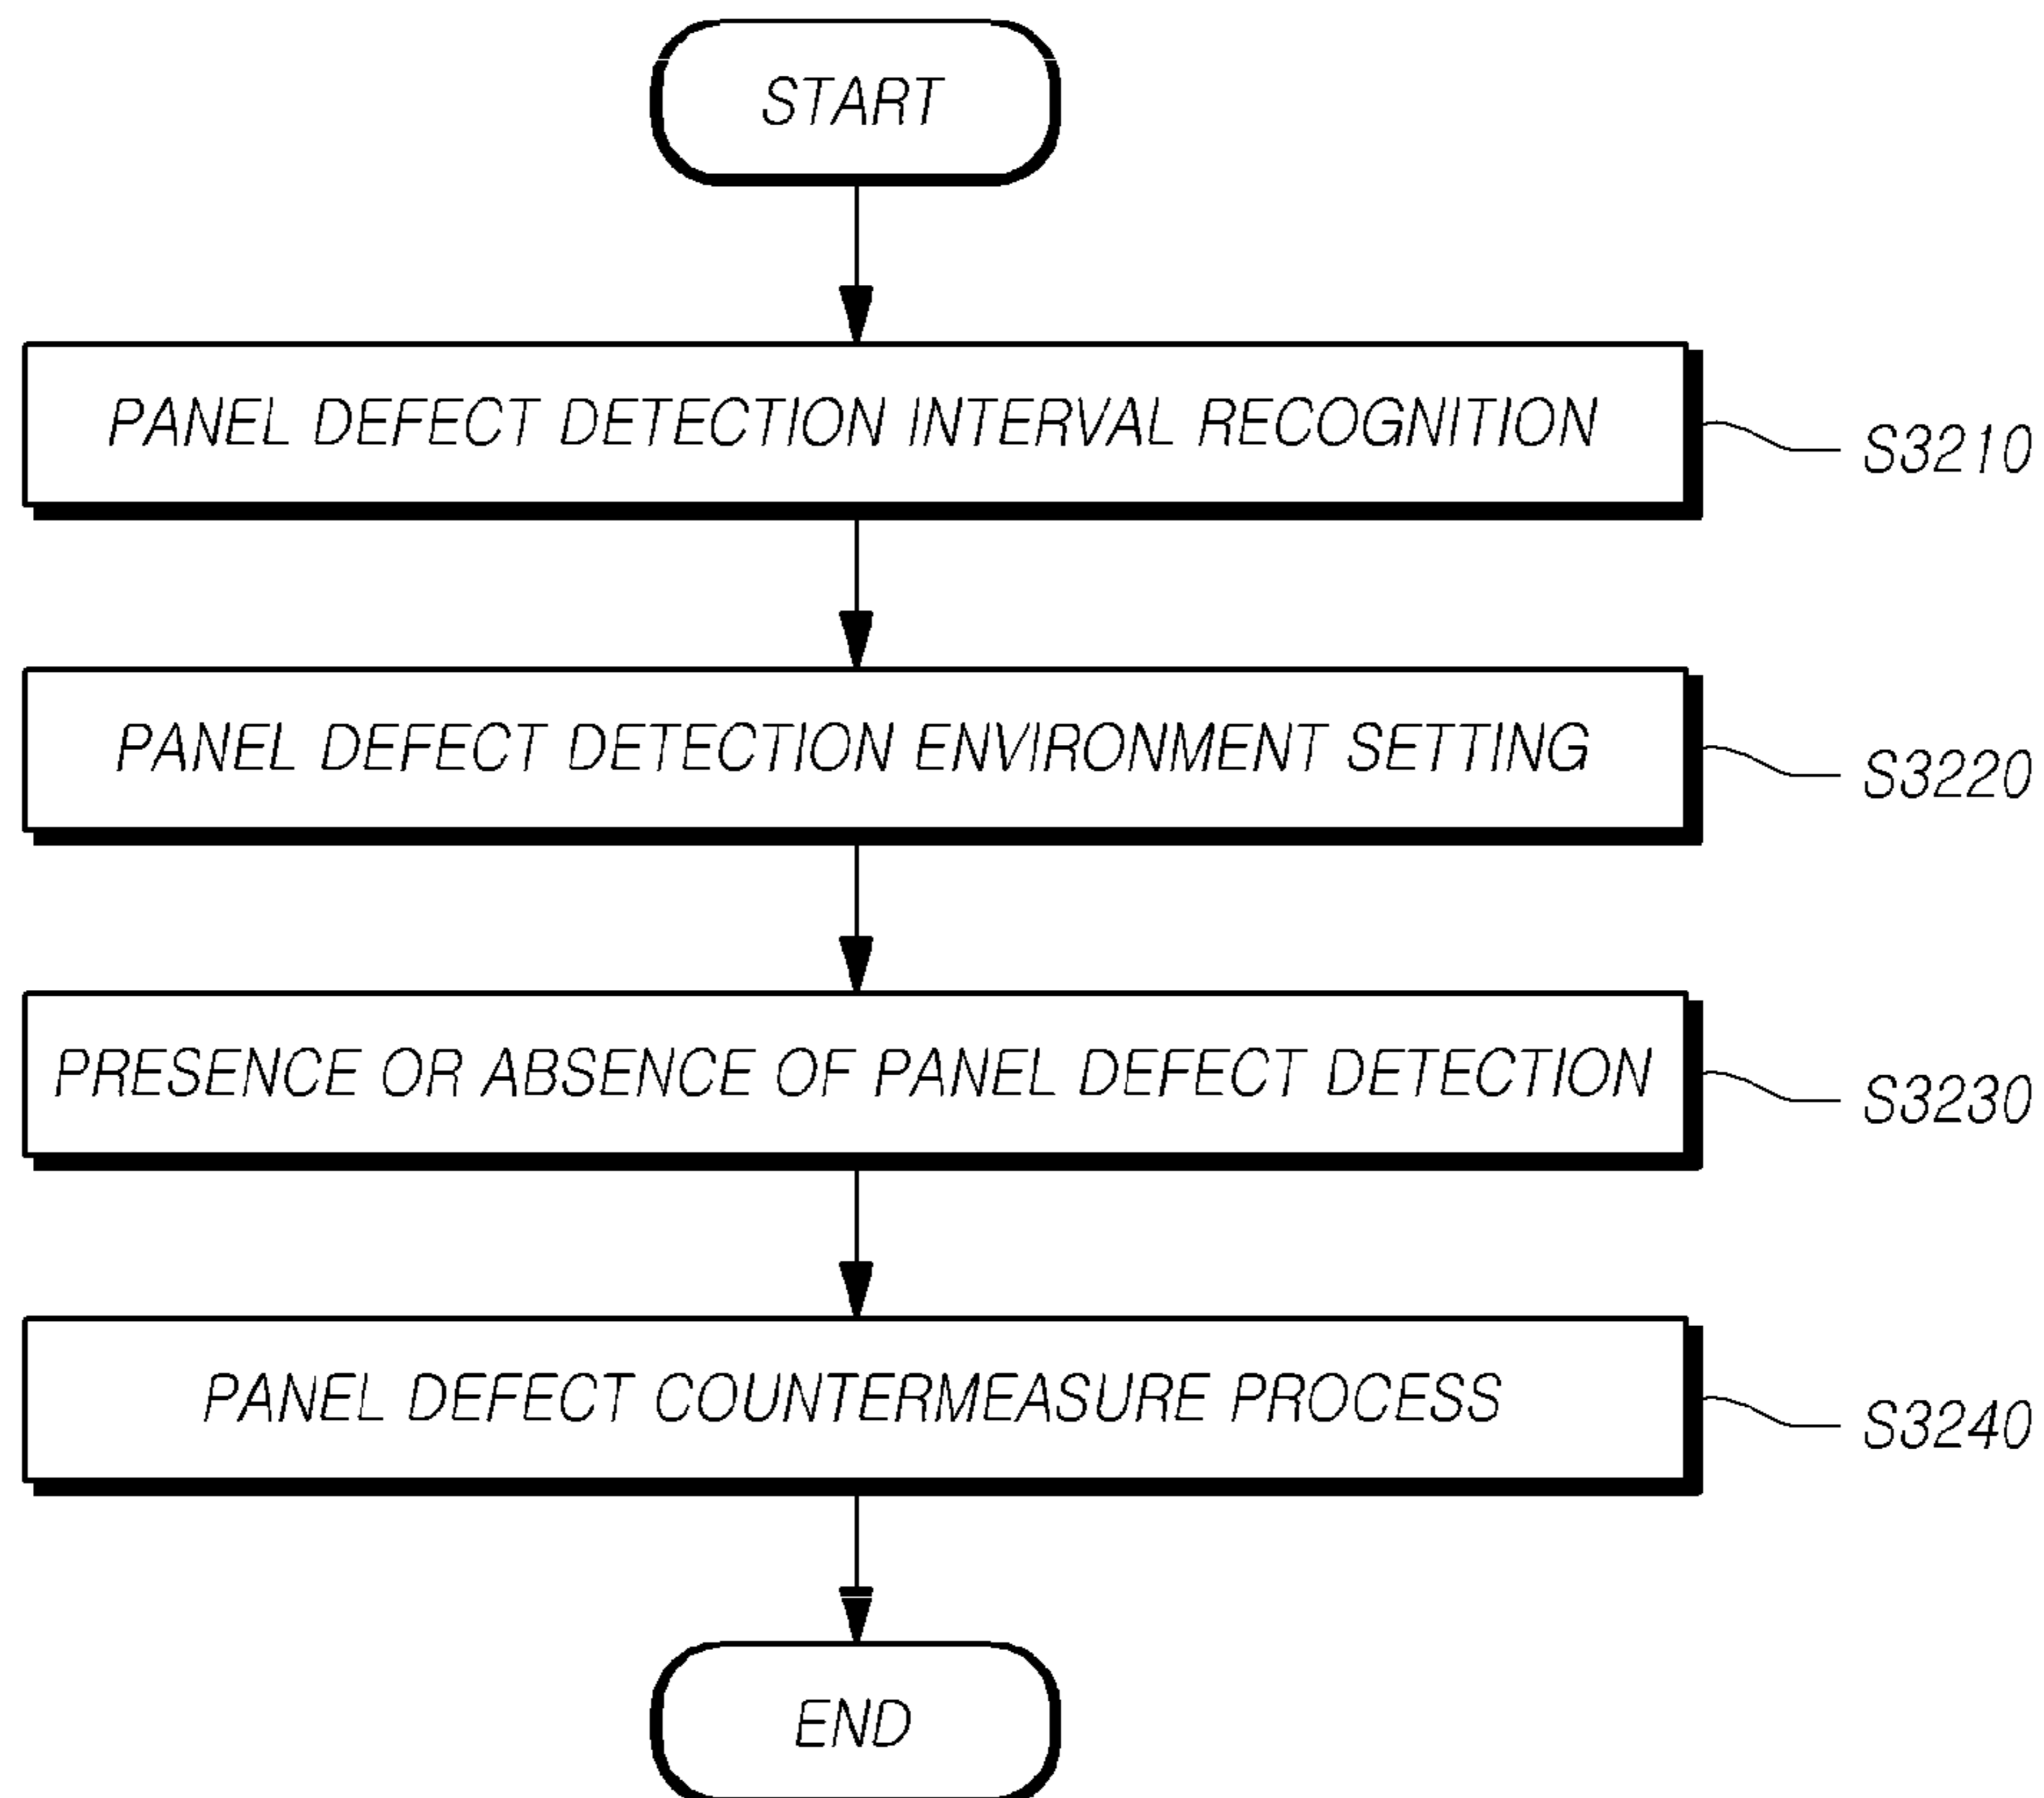 START
PANEL DEFECT DETECTION INTERVAL RECOGNITION
S3210
PANEL DEFECT DETECTION ENVIRONMENT SETTING
S3220
PRESENCE OR ABSENCE OF PANEL DEFECT DETECTION
S3230
PANEL DEFECT COUNTERMEASURE PROCESS
S3240
END